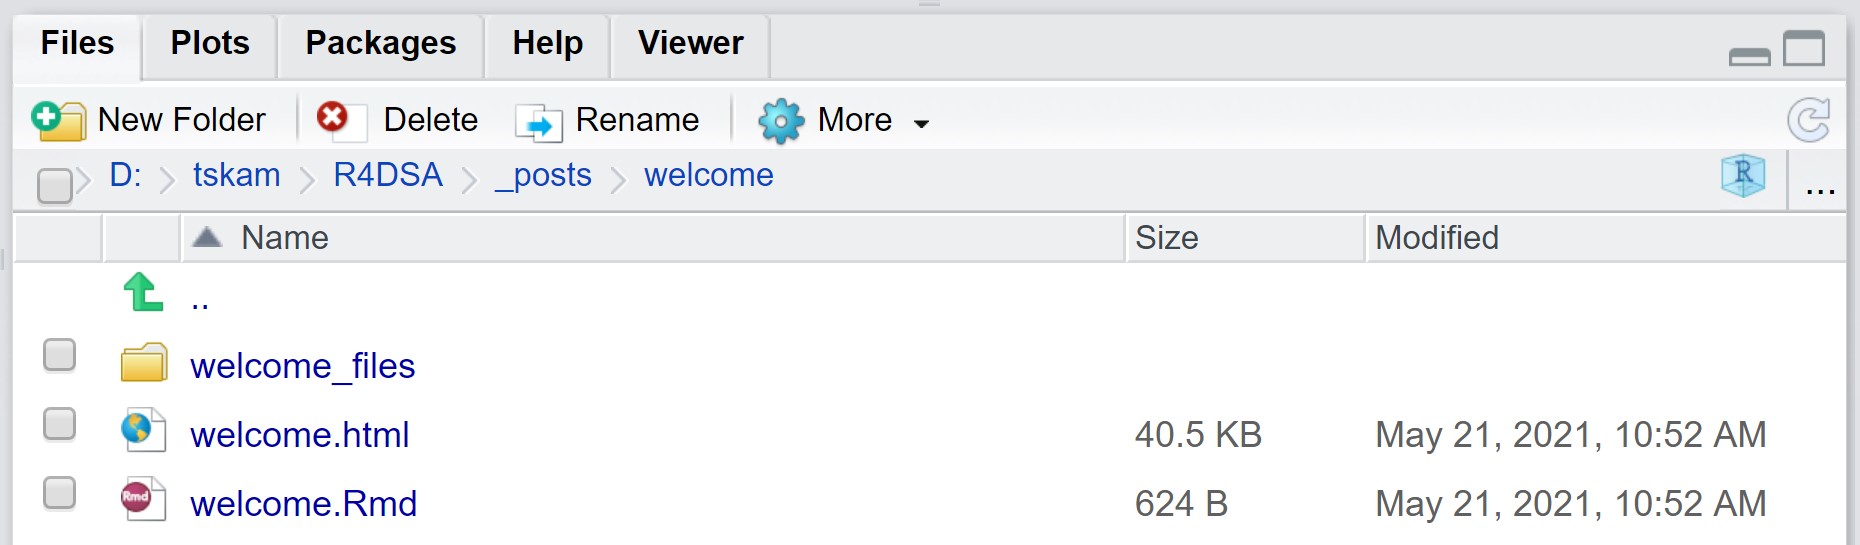 Files Plots Packages Help Viewer
New Folder Delete Rename More
D: tskam R4DSA _posts welcome R ...
Name Size Modified
..
welcome_files
welcome.html 40.5 KB May 21, 2021, 10:52 AM
Rmd welcome.Rmd 624 B May 21, 2021, 10:52 AM